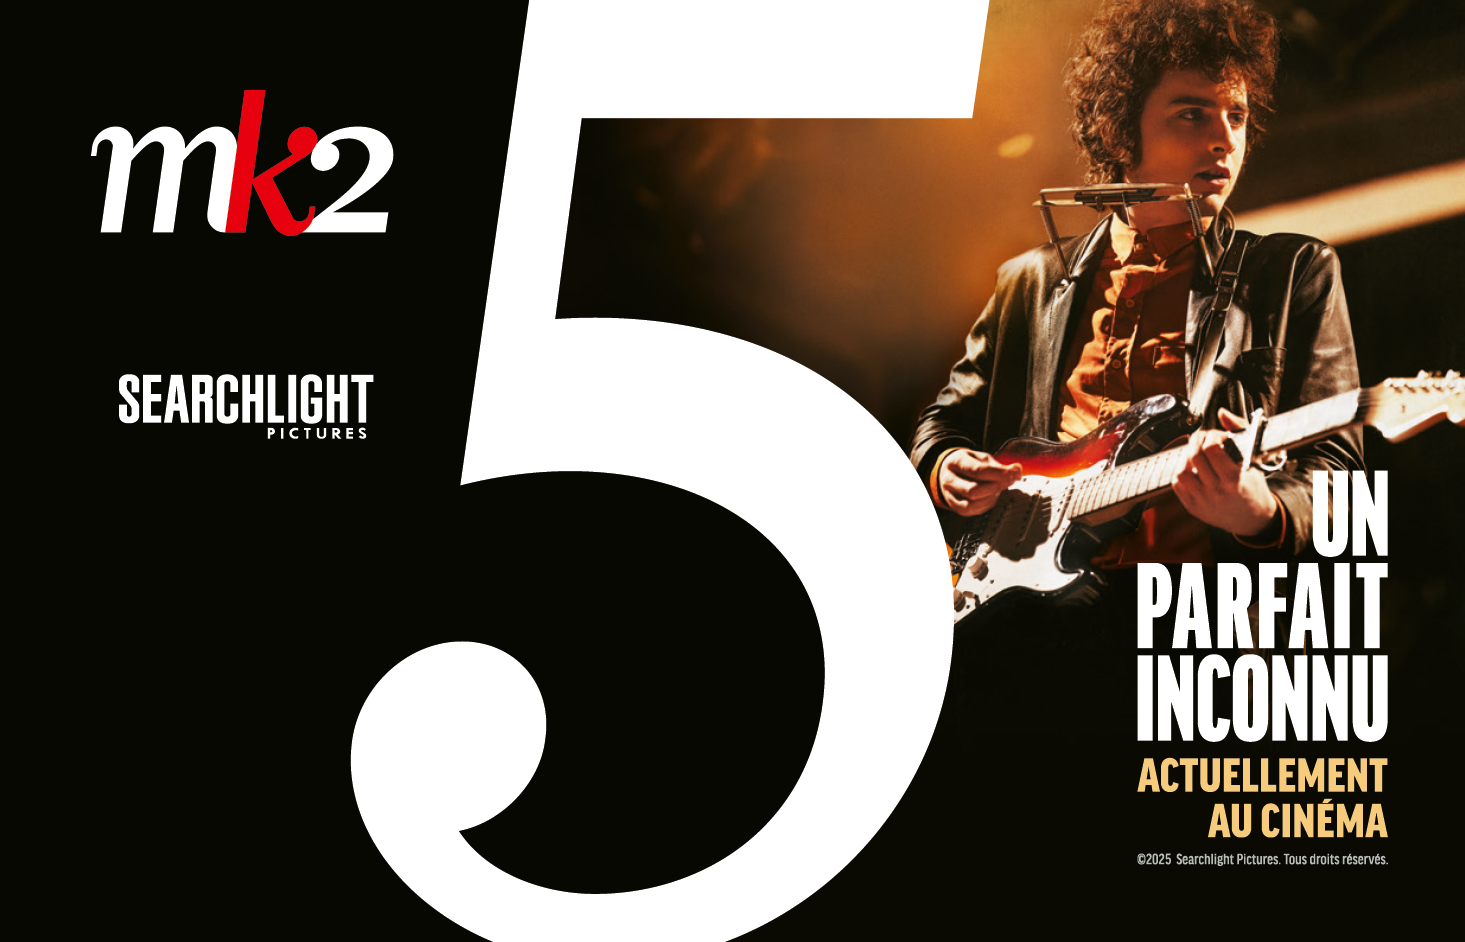 mk2
SEARCHLIGHT
PICTURES
5
UN
PARFAIT
INCONNU
ACTUELLEMENT
AU CINÉMA
©2025 Searchlight Pictures. Tous droits réservés.